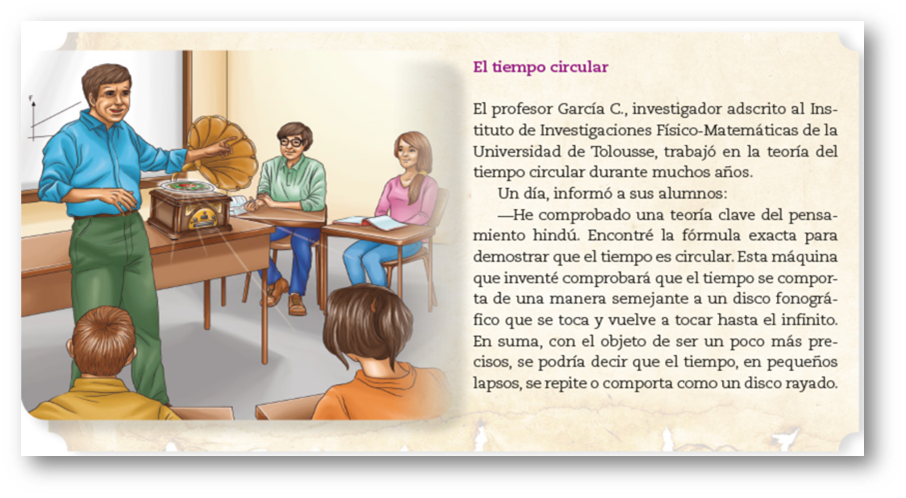 El tiempo circular
El profesor García C., investigador adscrito al Ins-
tituto de Investigaciones Físico-Matemáticas de la
Universidad de Tolousse, trabajó en la teoría del
tiempo circular durante muchos años.
Un día, informó a sus alumnos:
—He comprobado una teoría clave del pensa-
miento hindú. Encontré la fórmula exacta para
demostrar que el tiempo es circular. Esta máquina
que inventé comprobará que el tiempo se compor-
ta de una manera semejante a un disco fonográ-
fico que se toca y vuelve a tocar hasta el infinito.
En suma, con el objeto de ser un poco más pre-
cisos, se podría decir que el tiempo, en pequeños
lapsos, se repite o comporta como un disco rayado.